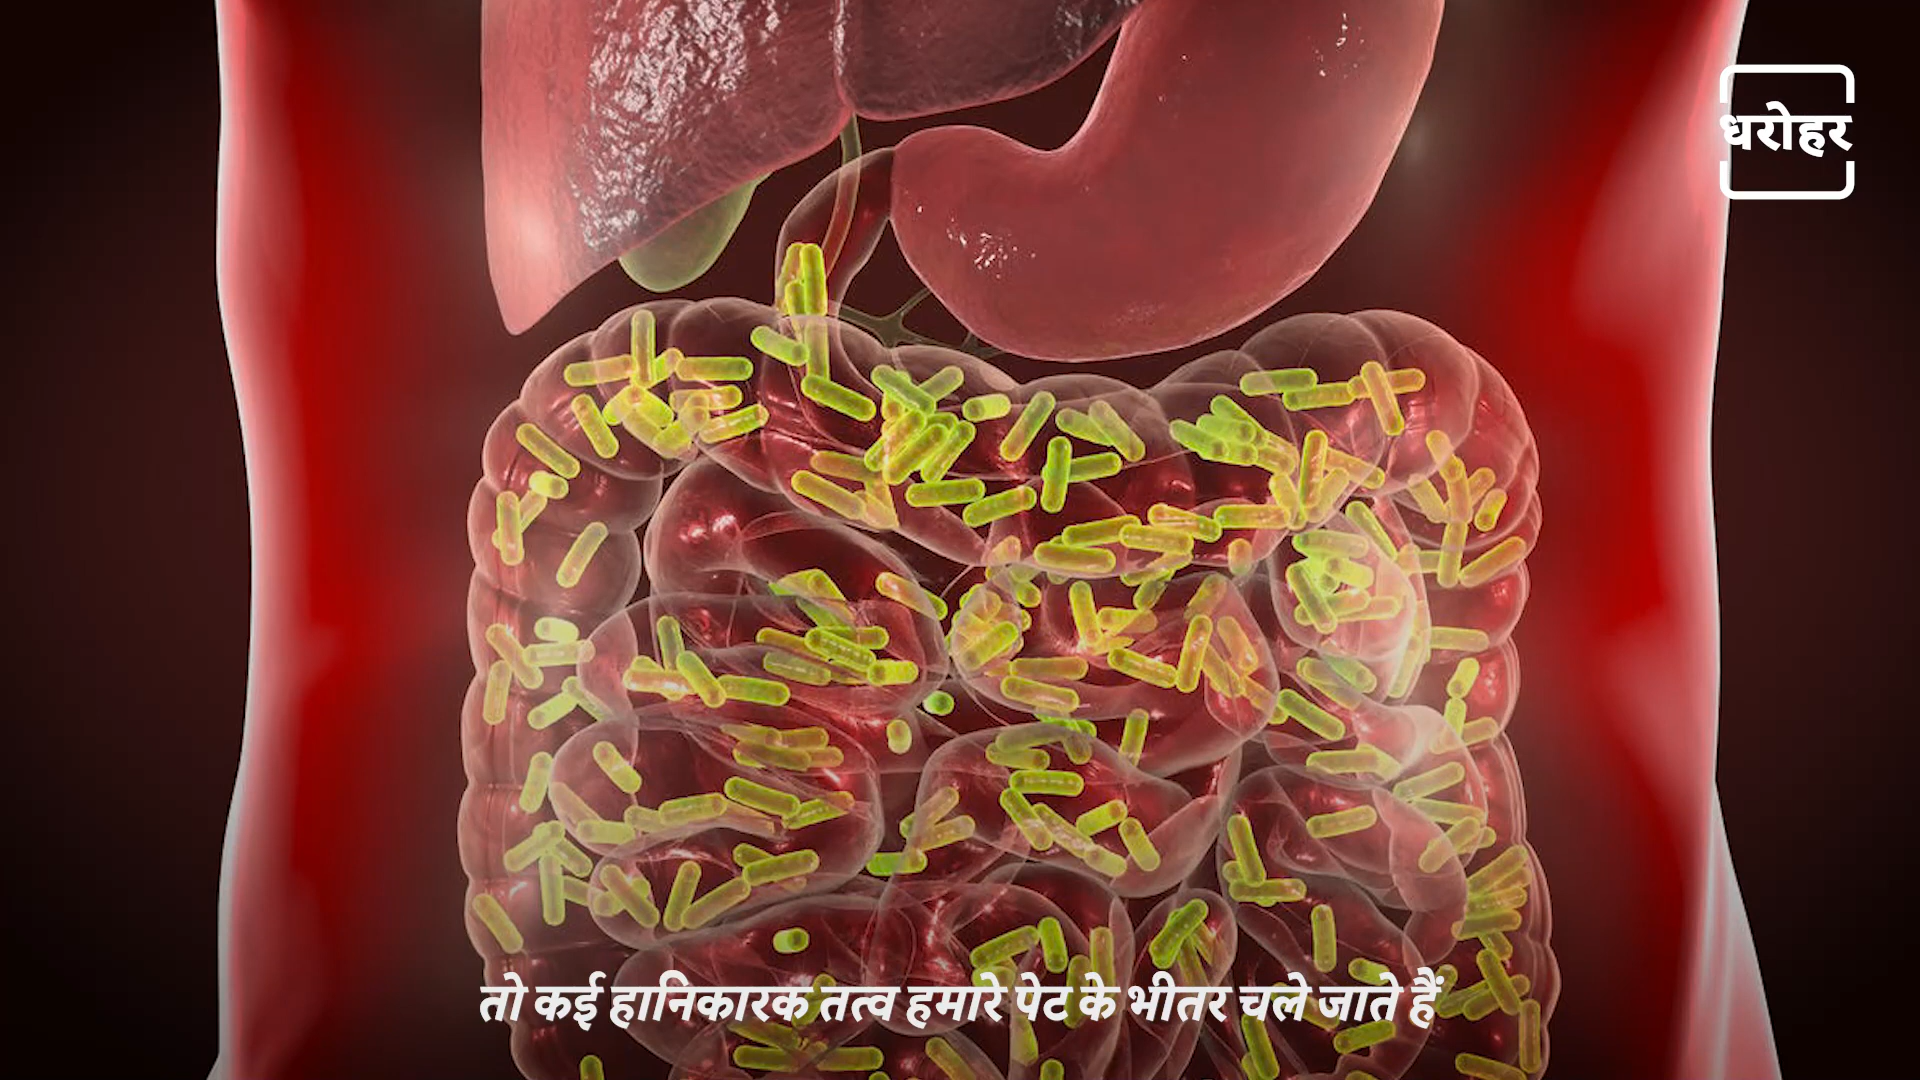 धरोहर
तो कई हानिकारक तत्व हमारे पेट के भीतर चले जाते हैं